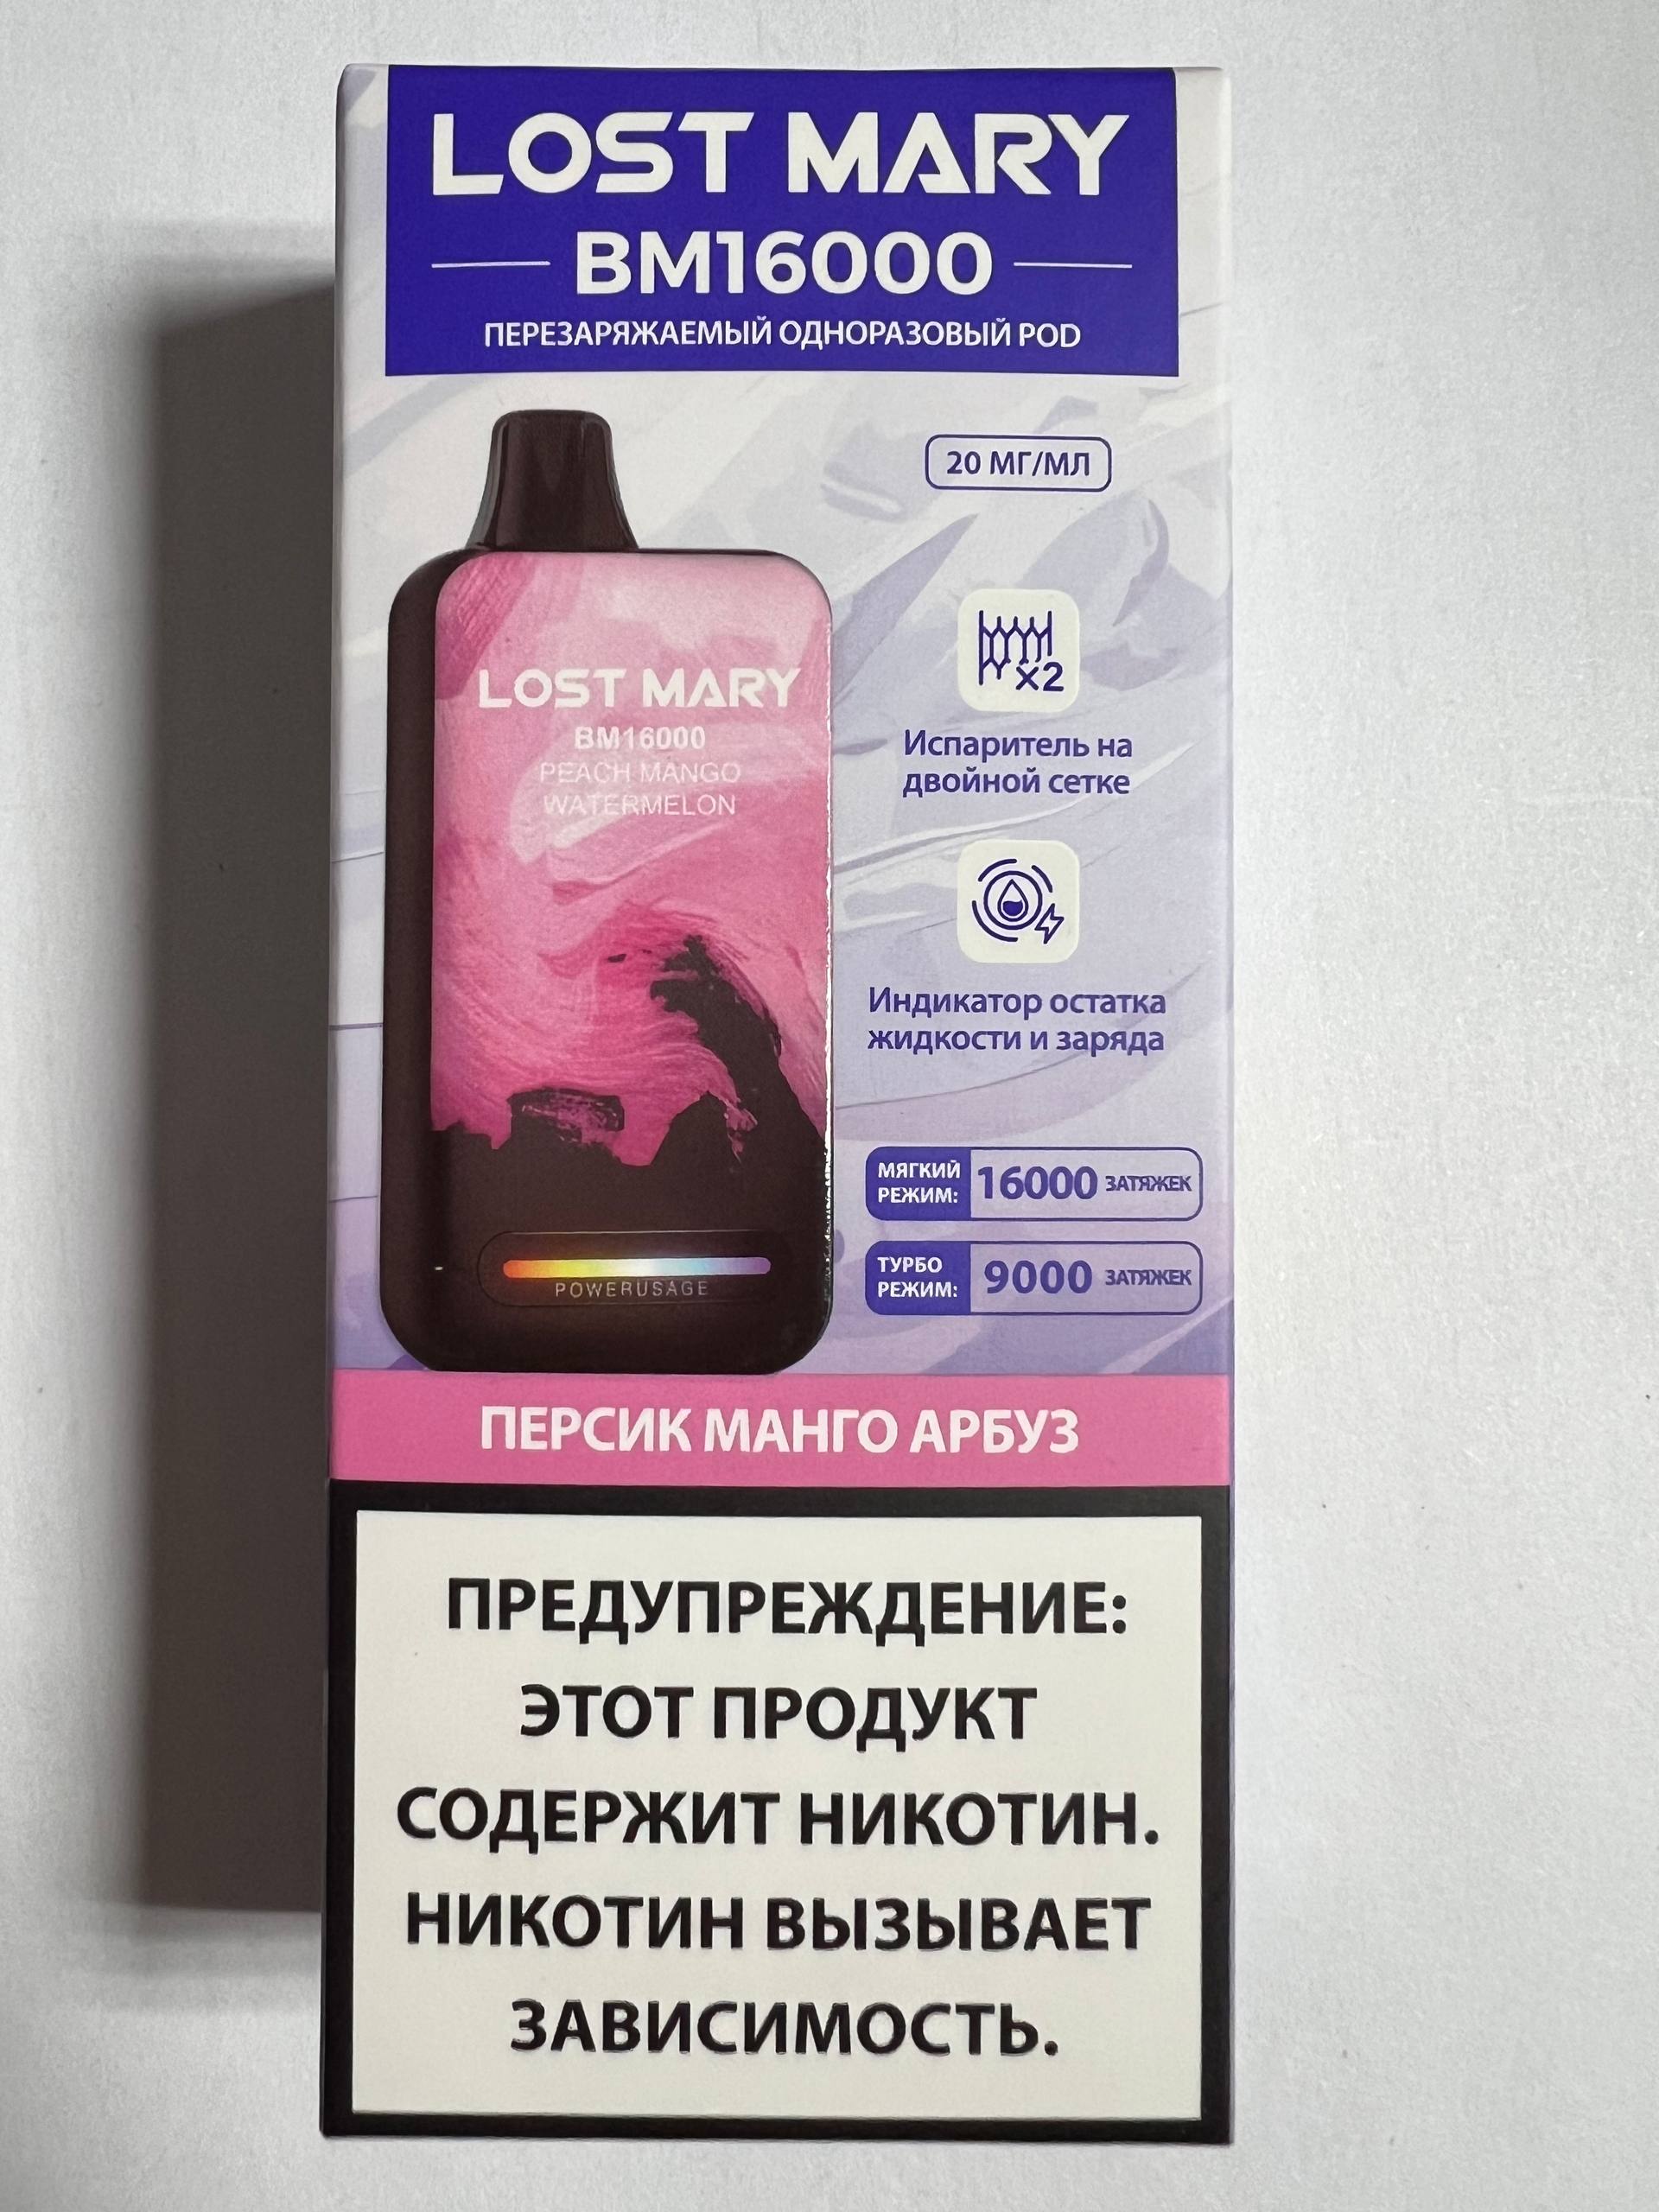 LOST MARY
BM16000
ПЕРЕЗАРЯЖАЕМЫЙ ОДНОРАЗОВЫЙ POD
20 МГ/МЛ
LOST MARY
BM16000
PEACH MANGO
WATERMELON
x2
Испаритель на
двойной сетке
Индикатор остатка
жидкости и заряда
МЯГКИЙ
РЕЖИМ:
16000 ЗАТЯЖЕК
ТУРБО
РЕЖИМ:
9000 ЗАТЯЖЕК
POWERUSAGE
ПЕРСИК МАНГО АРБУЗ
ПРЕДУПРЕЖДЕНИЕ:
ЭТОТ ПРОДУКТ
СОДЕРЖИТ НИКОТИН.
НИКОТИН ВЫЗЫВАЕТ
ЗАВИСИМОСТЬ.